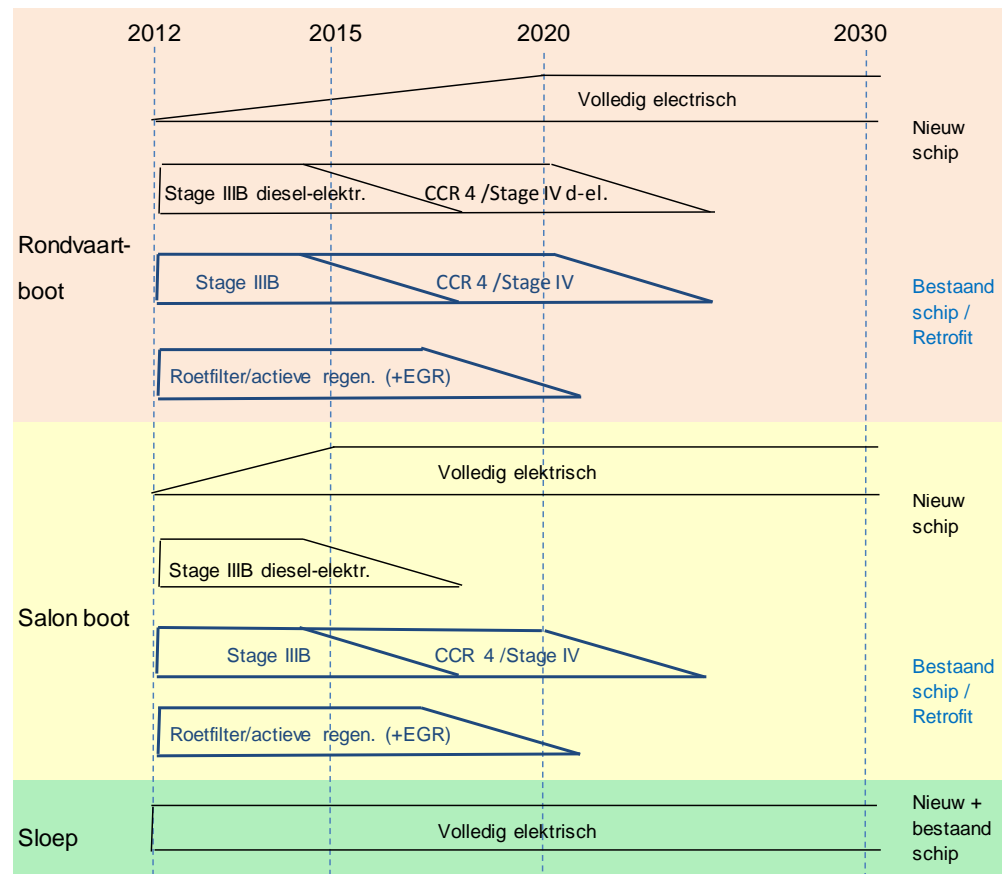 2012 2015 2020 2030
Volledig electrisch
Nieuw
schip
Stage IIIB diesel-elektr. CCR 4 /Stage IV d-el.
Rondvaart-
boot
Stage IIIB CCR 4 /Stage IV
Bestaand
schip /
Retrofit
Roetfilter/actieve regen. (+EGR)
Volledig elektrisch
Nieuw
schip
Stage IIIB diesel-elektr.
Salon boot
Stage IIIB CCR 4 /Stage IV
Bestaand
schip /
Retrofit
Roetfilter/actieve regen. (+EGR)
Sloep
Volledig elektrisch
Nieuw +
bestaand
schip